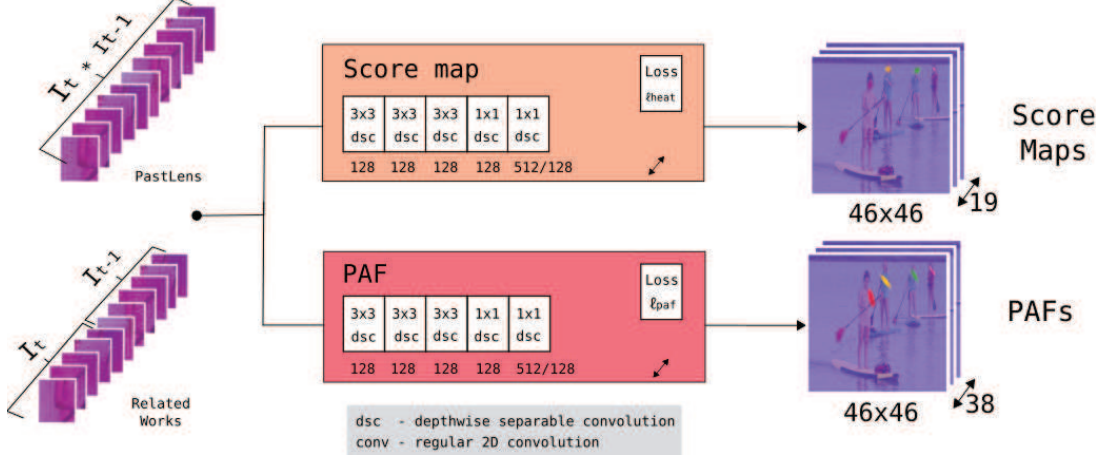 It * It-1
PastLens
Score map
3x3 3x3 3x3 1x1 1x1
dsc dsc dsc dsc dsc
128 128 128 128 512/128
Loss
ℓheat
46x46
19
Score
Maps
It-1
It
Related
Works
PAF
3x3 3x3 3x3 1x1 1x1
dsc dsc dsc dsc dsc
128 128 128 128 512/128
Loss
ℓpaf
46x46
38
PAFs
dsc - depthwise separable convolution
conv - regular 2D convolution